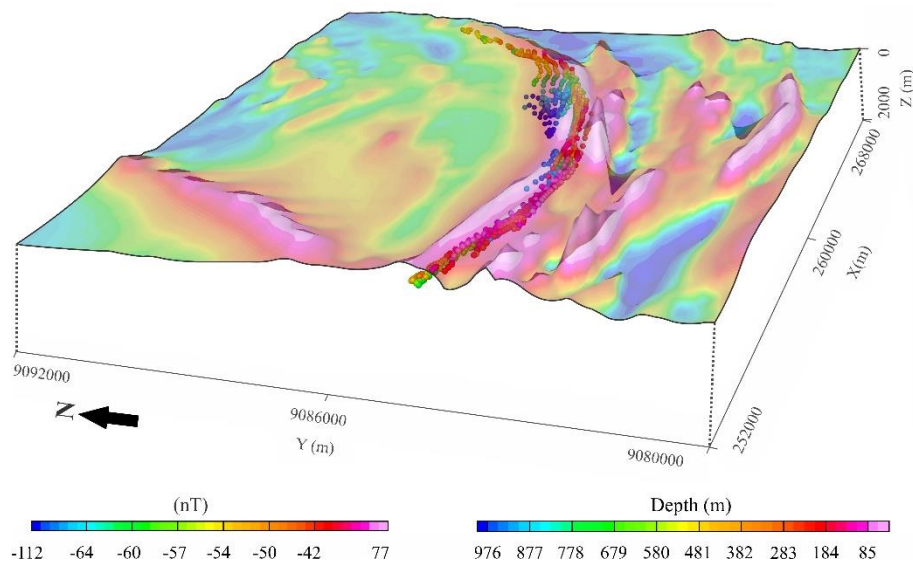 0
2000
Z (m)
268000
260000
X(m)
252000
9092000
9086000
9080000
N
Y (m)
(nT)
-112 -64 -60 -57 -54 -50 -42 77
Depth (m)
976 877 778 679 580 481 382 283 184 85